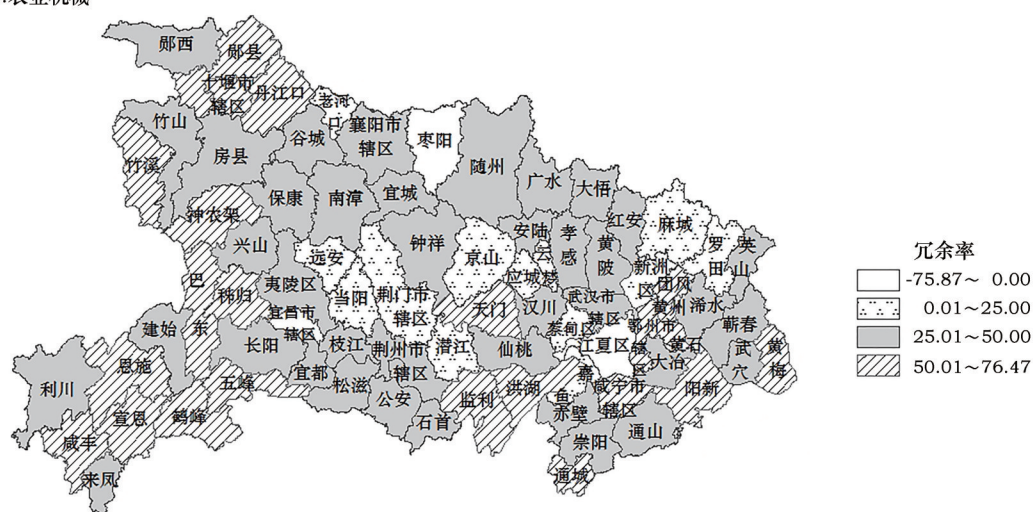 农业机械
郧西
郧县
十堰市
辖区
丹江口
老河
口
襄阳市
辖区
枣阳
竹山
谷城
房县
随州
竹溪
广水
大悟
保康
南漳
宜城
神农架
红安
麻城
安陆
孝
感
黄
陂
兴山
钟祥
云
罗
田
英
山
远安
京山
应城
新洲
区
团风
巴
东
夷陵区
秭归
当阳
荆门市
辖区
天门
汉川
武汉市
辖区
黄州
浠水
宜昌市
辖区
蔡甸区
鄂州市
辖
区
蕲春
建始
长阳
枝江
荆州市
辖区
潜江
仙桃
江夏区
黄石
大冶
武
穴
黄
梅
恩施
利川
五峰
宜都
松滋
公安
监利
洪湖
嘉
鱼
咸宁市
辖区
阳新
宣恩
鹤峰
石首
赤壁
咸丰
崇阳
通山
来凤
通城
冗余率
-75.87～ 0.00
0.01～25.00
25.01～50.00
50.01～76.47